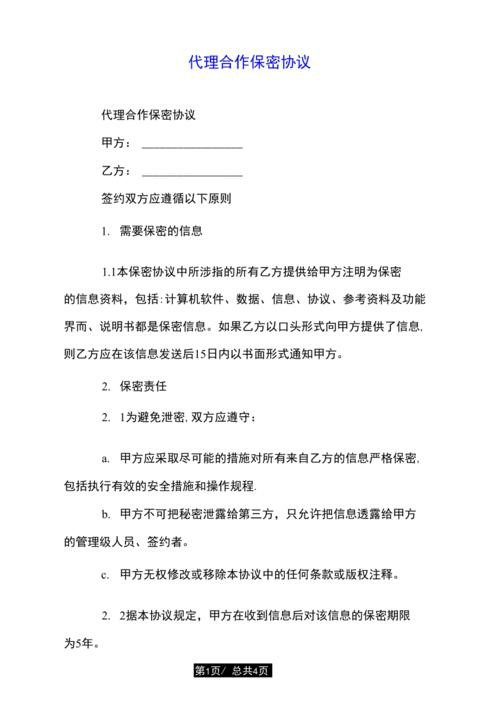 代理合作保密协议
代理合作保密协议
甲方： _________________
乙方： _________________
签约双方应遵循以下原则
1. 需要保密的信息
1.1本保密协议中所涉指的所有乙方提供给甲方注明为保密
的信息资料，包括:计算机软件、数据、信息、协议、参考资料及功能
界而、说明书都是保密信息。如果乙方以口头形式向甲方提供了信息,
则乙方应在该信息发送后15日内以书面形式通知甲方。
2. 保密责任
2. 1为避免泄密,双方应遵守：
a. 甲方应采取尽可能的措施对所有来自乙方的信息严格保密,
包括执行有效的安全措施和操作规程.
b. 甲方不可把秘密泄露给第三方，只允许把信息透露给甲方
的管理级人员、签约者。
c. 甲方无权修改或移除本协议中的任何条款或版权注释。
2. 2据本协议规定，甲方在收到信息后对该信息的保密期限
为5年。
第1页/ 总共4页